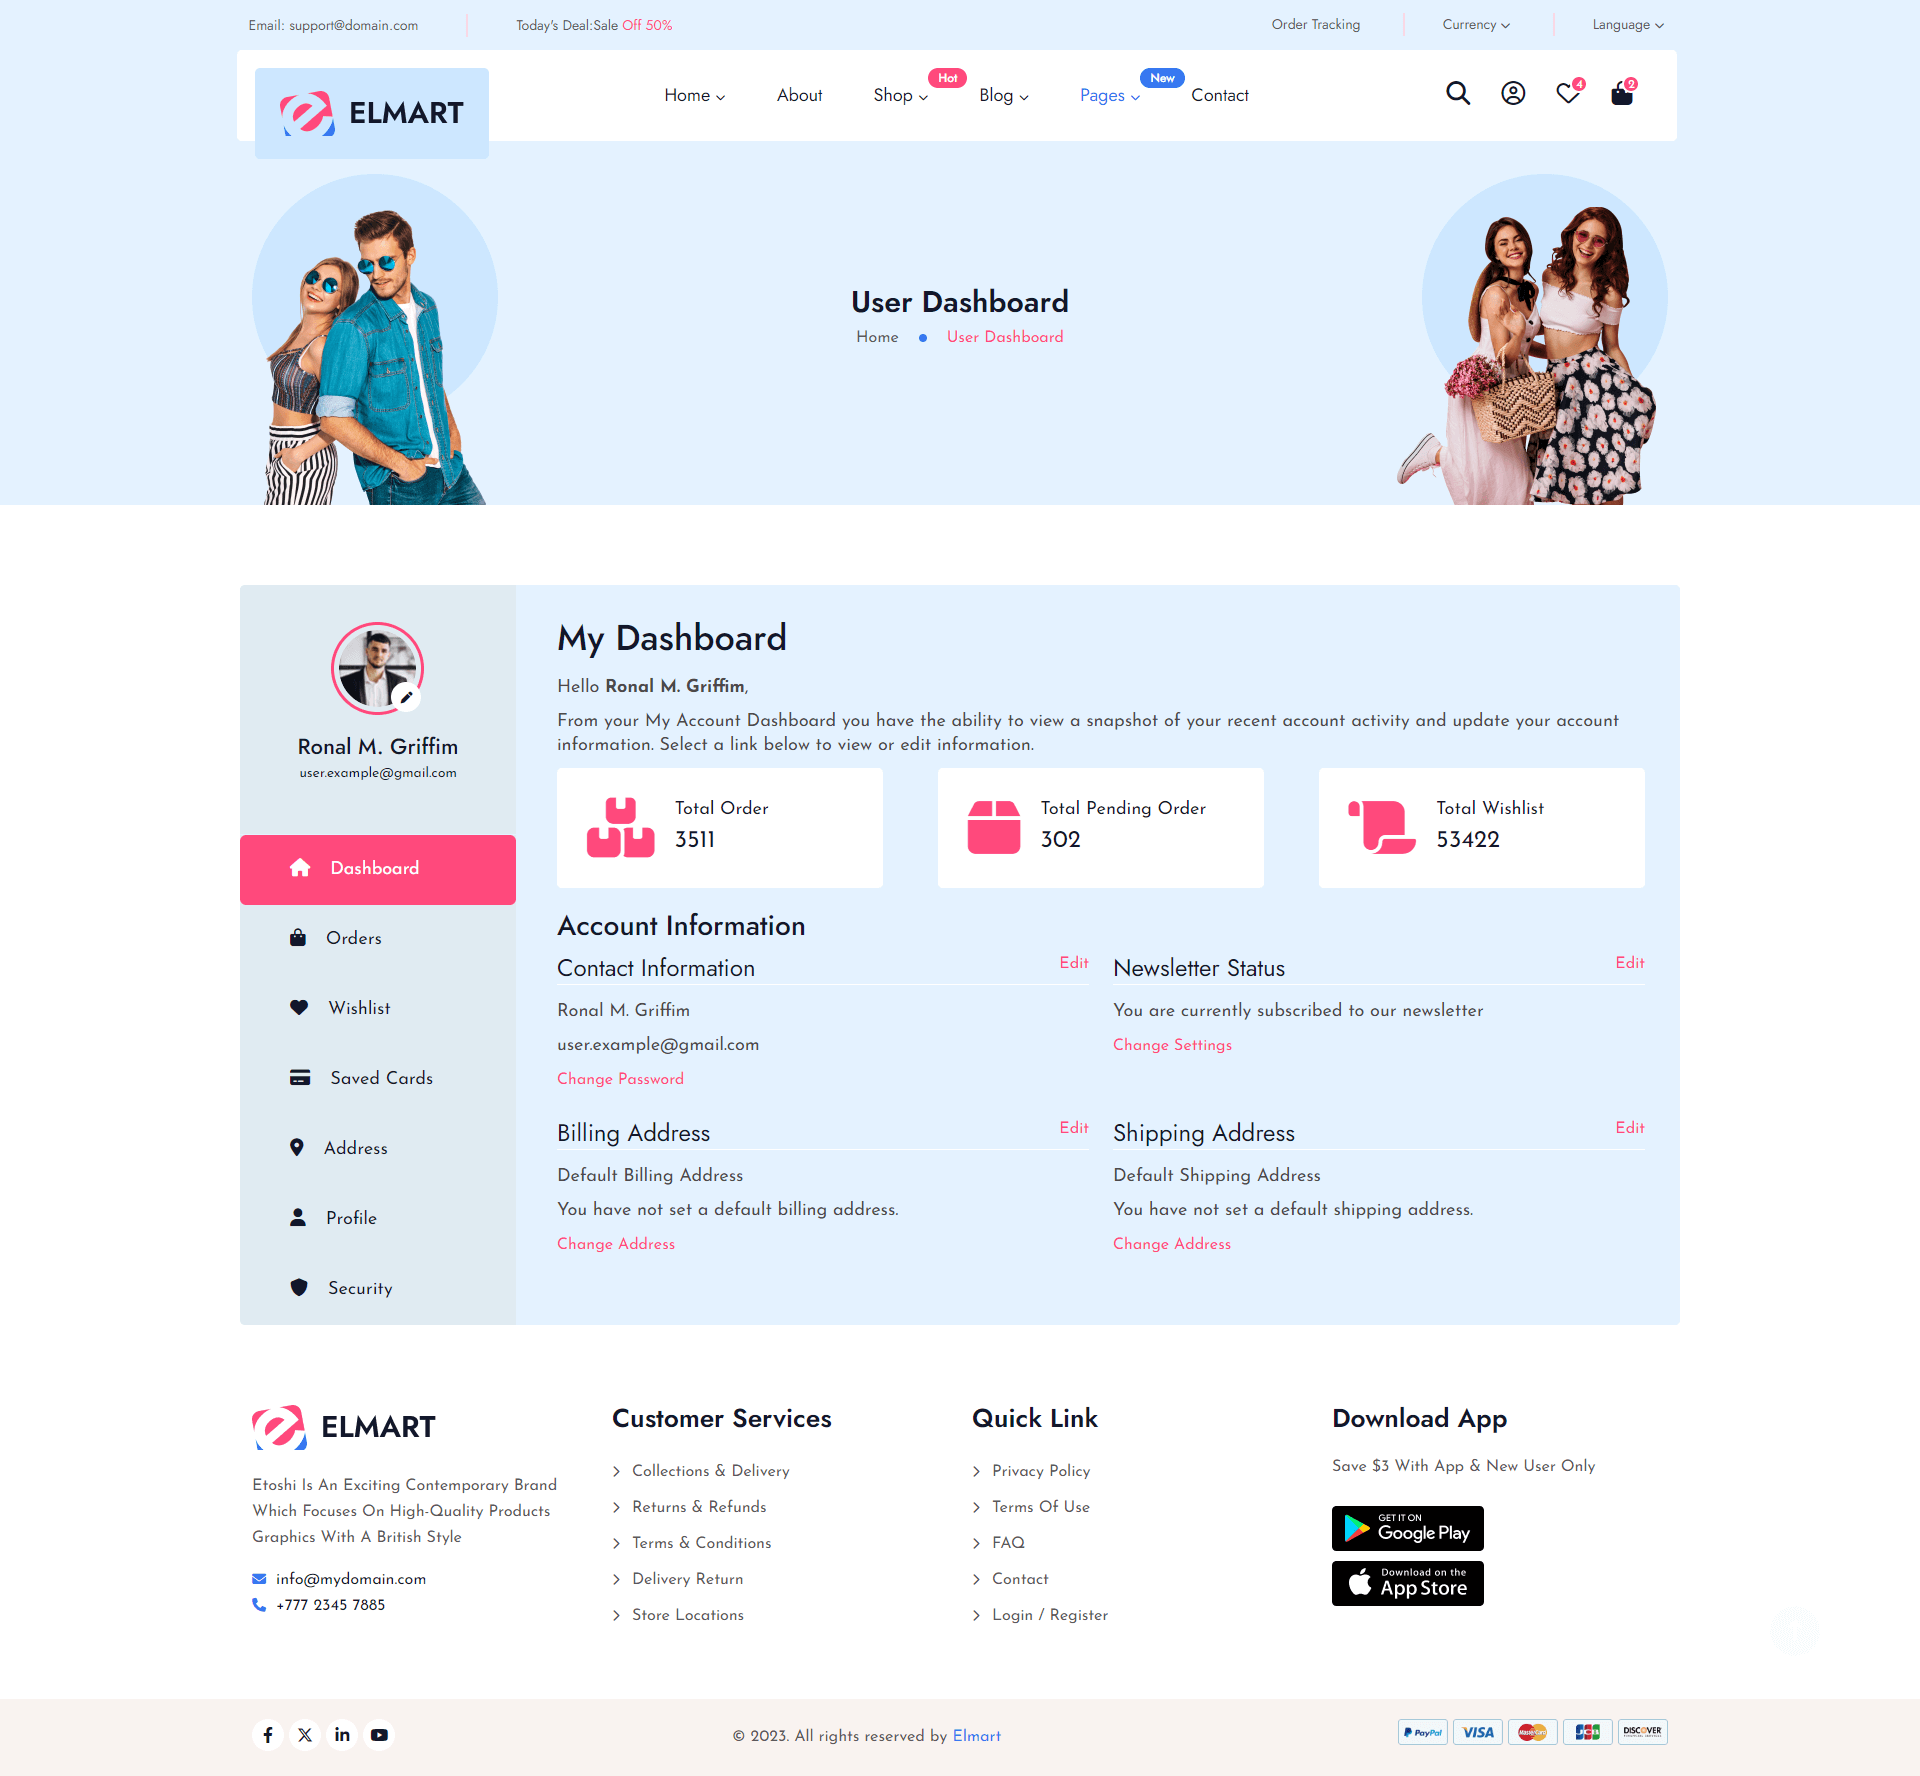 Email: support@domain.com
Today's Deal:Sale Off 50%
Order Tracking
Currency
Language
ELMART
Home
About
Shop
Hot
Blog
Pages
New
Contact
4
2
User Dashboard
Home
User Dashboard
Ronal M. Griffim
user.example@gmail.com
Dashboard
Orders
Wishlist
Saved Cards
Address
Profile
Security
My Dashboard
Hello Ronal M. Griffim,
From your My Account Dashboard you have the ability to view a snapshot of your recent account activity and update your account
information. Select a link below to view or edit information.
Total Order
3511
Total Pending Order
302
Total Wishlist
53422
Account Information
Contact Information
Edit
Ronal M. Griffim
user.example@gmail.com
Change Password
Newsletter Status
Edit
You are currently subscribed to our newsletter
Change Settings
Billing Address
Edit
Default Billing Address
You have not set a default billing address.
Change Address
Shipping Address
Edit
Default Shipping Address
You have not set a default shipping address.
Change Address
ELMART
Etoshi Is An Exciting Contemporary Brand
Which Focuses On High-Quality Products
Graphics With A British Style
info@mydomain.com
+777 2345 7885
Customer Services
Collections & Delivery
Returns & Refunds
Terms & Conditions
Delivery Return
Store Locations
Quick Link
Privacy Policy
Terms Of Use
FAQ
Contact
Login / Register
Download App
Save $3 With App & New User Only
GET IT ON
Google Play
Download on the
App Store
© 2023. All rights reserved by Elmart
PayPal
VISA
MasterCard
JCB
DISCOVER